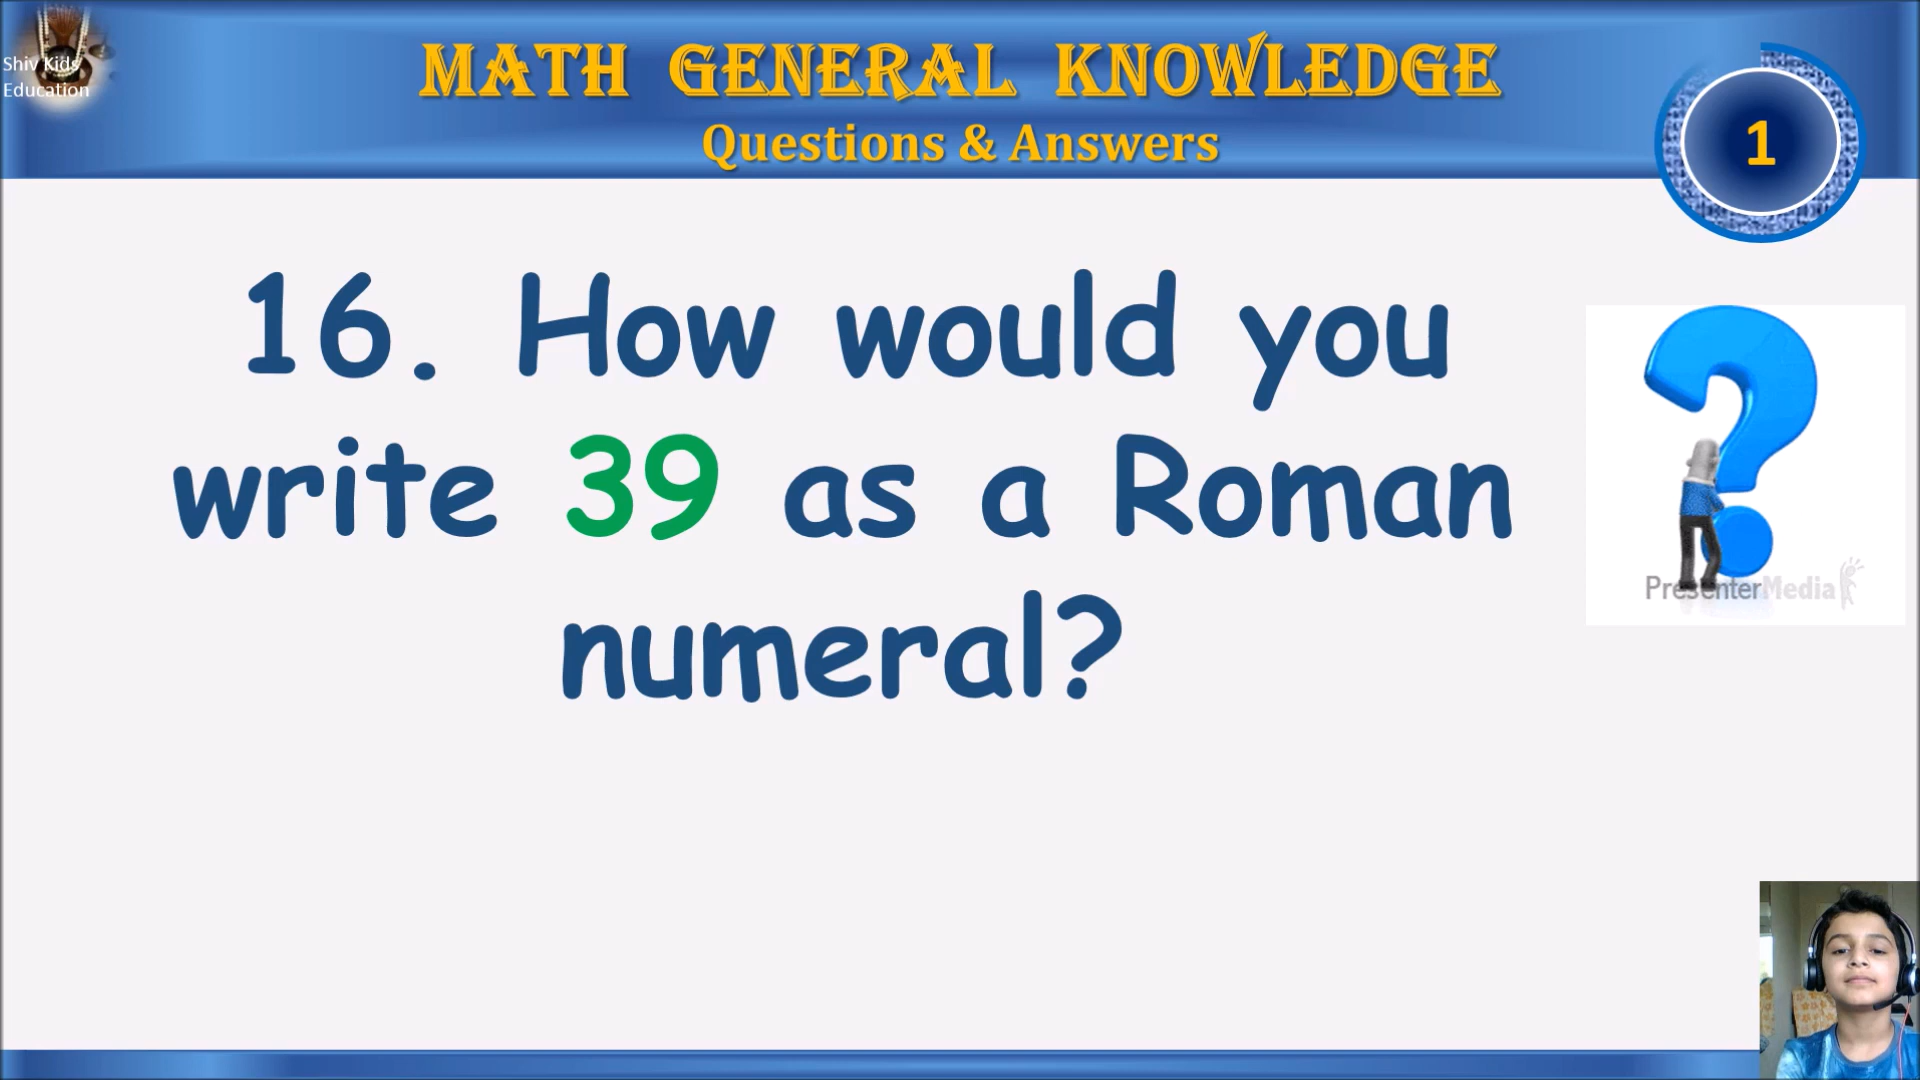 Shiv Kids
Education
MATH GENERAL KNOWLEDGE
Questions & Answers
1
16. How would you
write 39 as a Roman
numeral?
PresenterMedia